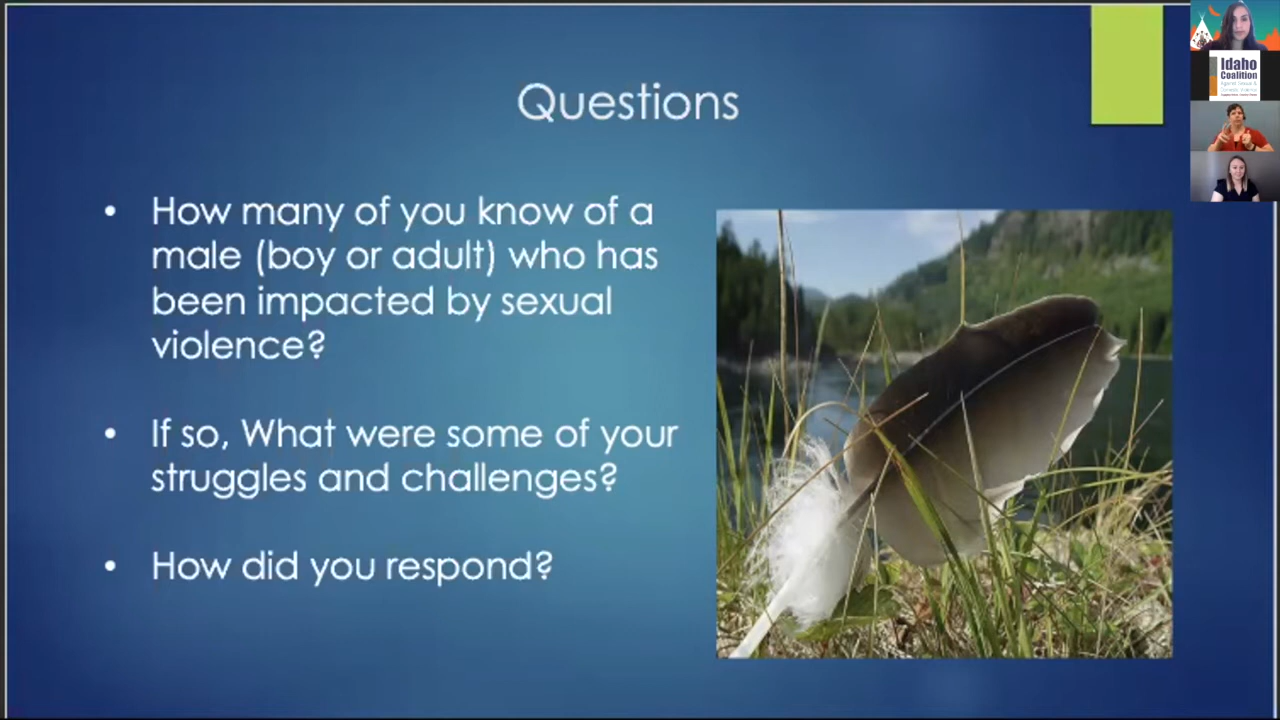 Questions
• How many of you know of a
male (boy or adult) who has
been impacted by sexual
violence?
• If so, What were some of your
struggles and challenges?
• How did you respond?
Idaho
Coalition